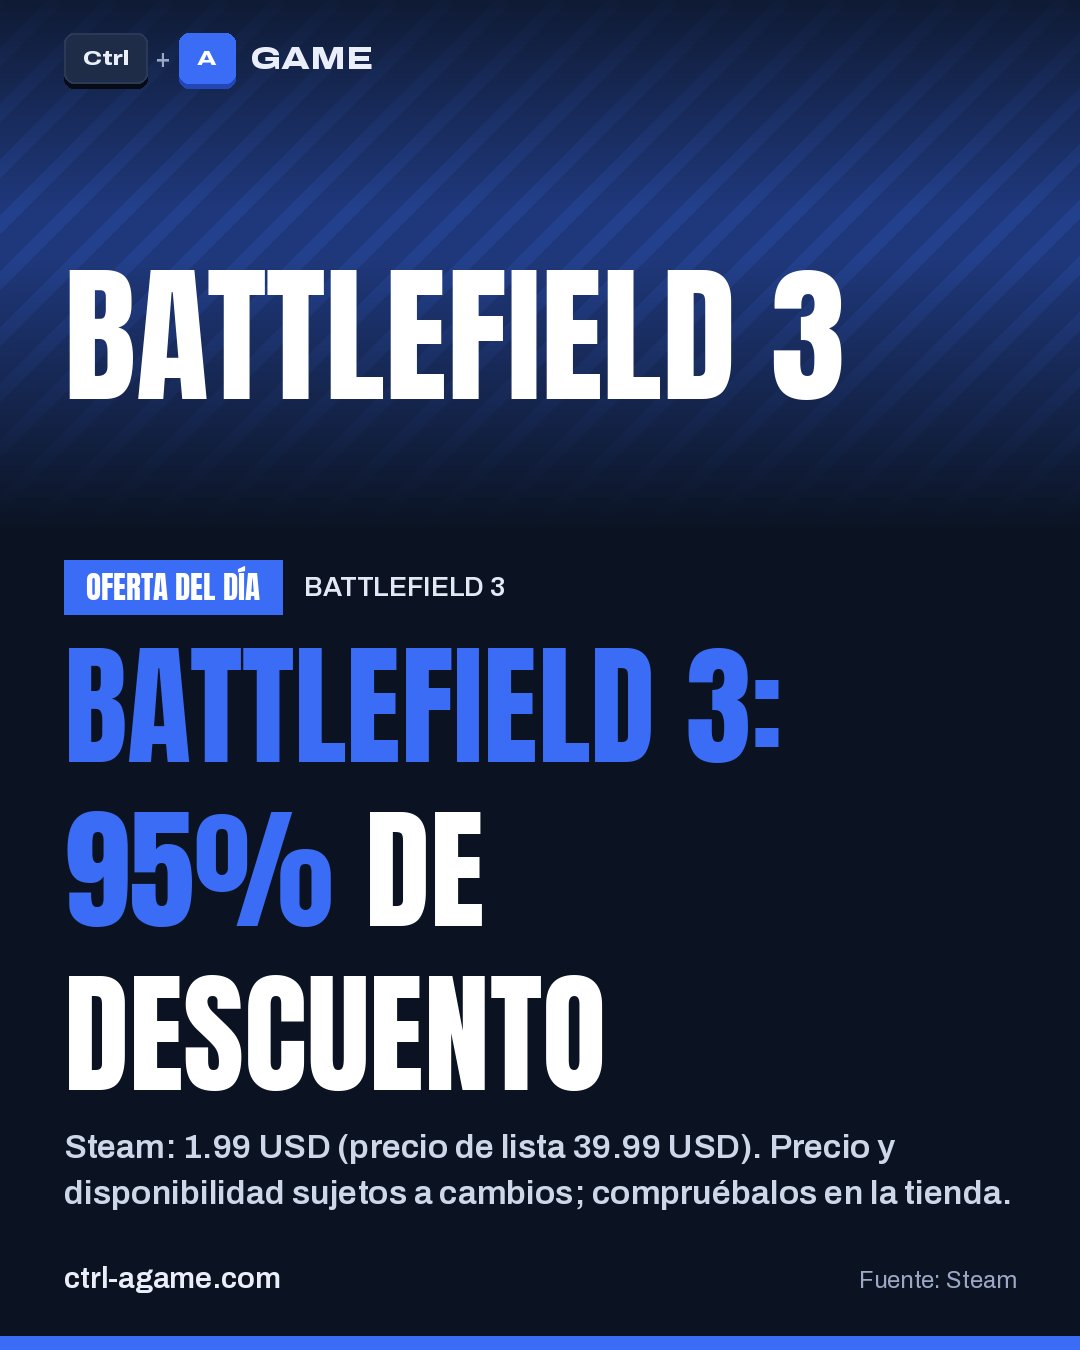 Ctrl + A GAME
BATTLEFIELD 3
OFERTA DEL DÍA BATTLEFIELD 3
BATTLEFIELD 3:
95% DE
DESCUENTO
Steam: 1.99 USD (precio de lista 39.99 USD). Precio y
disponibilidad sujetos a cambios; compruébalos en la tienda.
ctrl-agame.com Fuente: Steam